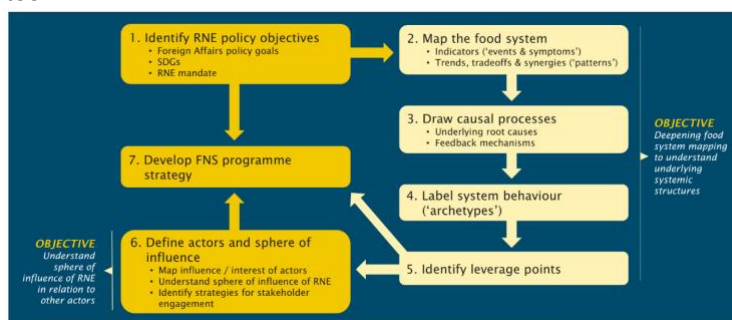 1. Identify RNE policy objectives
• Foreign Affairs policy goals
• SDGs
• RNE mandate
2. Map the food system
• Indicators (‘events & symptoms’)
• Trends, tradeoffs & synergies (‘patterns’)
3. Draw causal processes
• Underlying root causes
• Feedback mechanisms
OBJECTIVE
Deepening food
system mapping
to understand
underlying
systemic
structures
7. Develop FNS programme
strategy
4. Label system behaviour
(‘archetypes’)
OBJECTIVE
Understand
sphere of
influence of RNE
in relation to
other actors
6. Define actors and sphere of
influence
• Map influence / interest of actors
• Understand sphere of influence of RNE
• Identify strategies for stakeholder
engagement
5. Identify leverage points